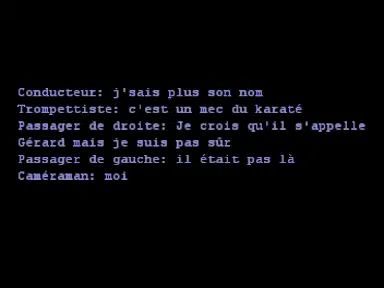 Conducteur: j'sais plus son nom
Trompettiste: c'est un mec du karaté
Passager de droite: Je crois qu'il s'appelle
Gérard mais je suis pas sûr
Passager de gauche: il était pas là
Caméraman: moi